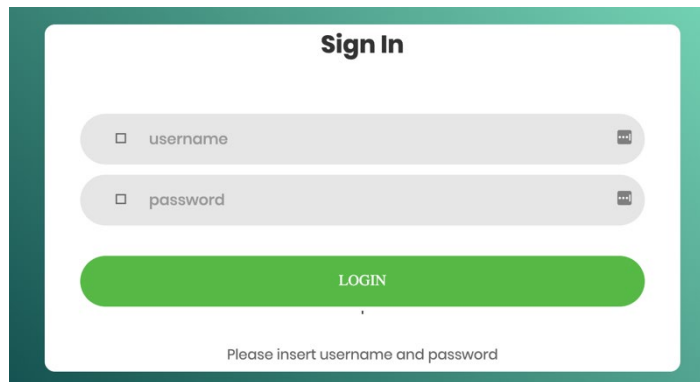 Sign In
username
password
LOGIN
'
Please insert username and password